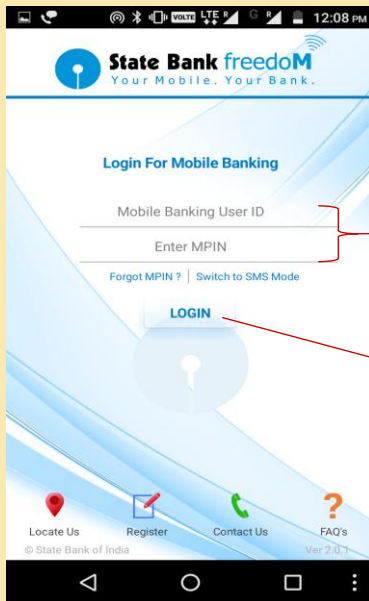 VOLTE LTE R G R 12:08 PM
State Bank freedoM
Your Mobile. Your Bank.
Login For Mobile Banking
Mobile Banking User ID
Enter MPIN
Forgot MPIN ? | Switch to SMS Mode
LOGIN
Locate Us Register Contact Us FAQ's
© State Bank of India Ver 2.0.1